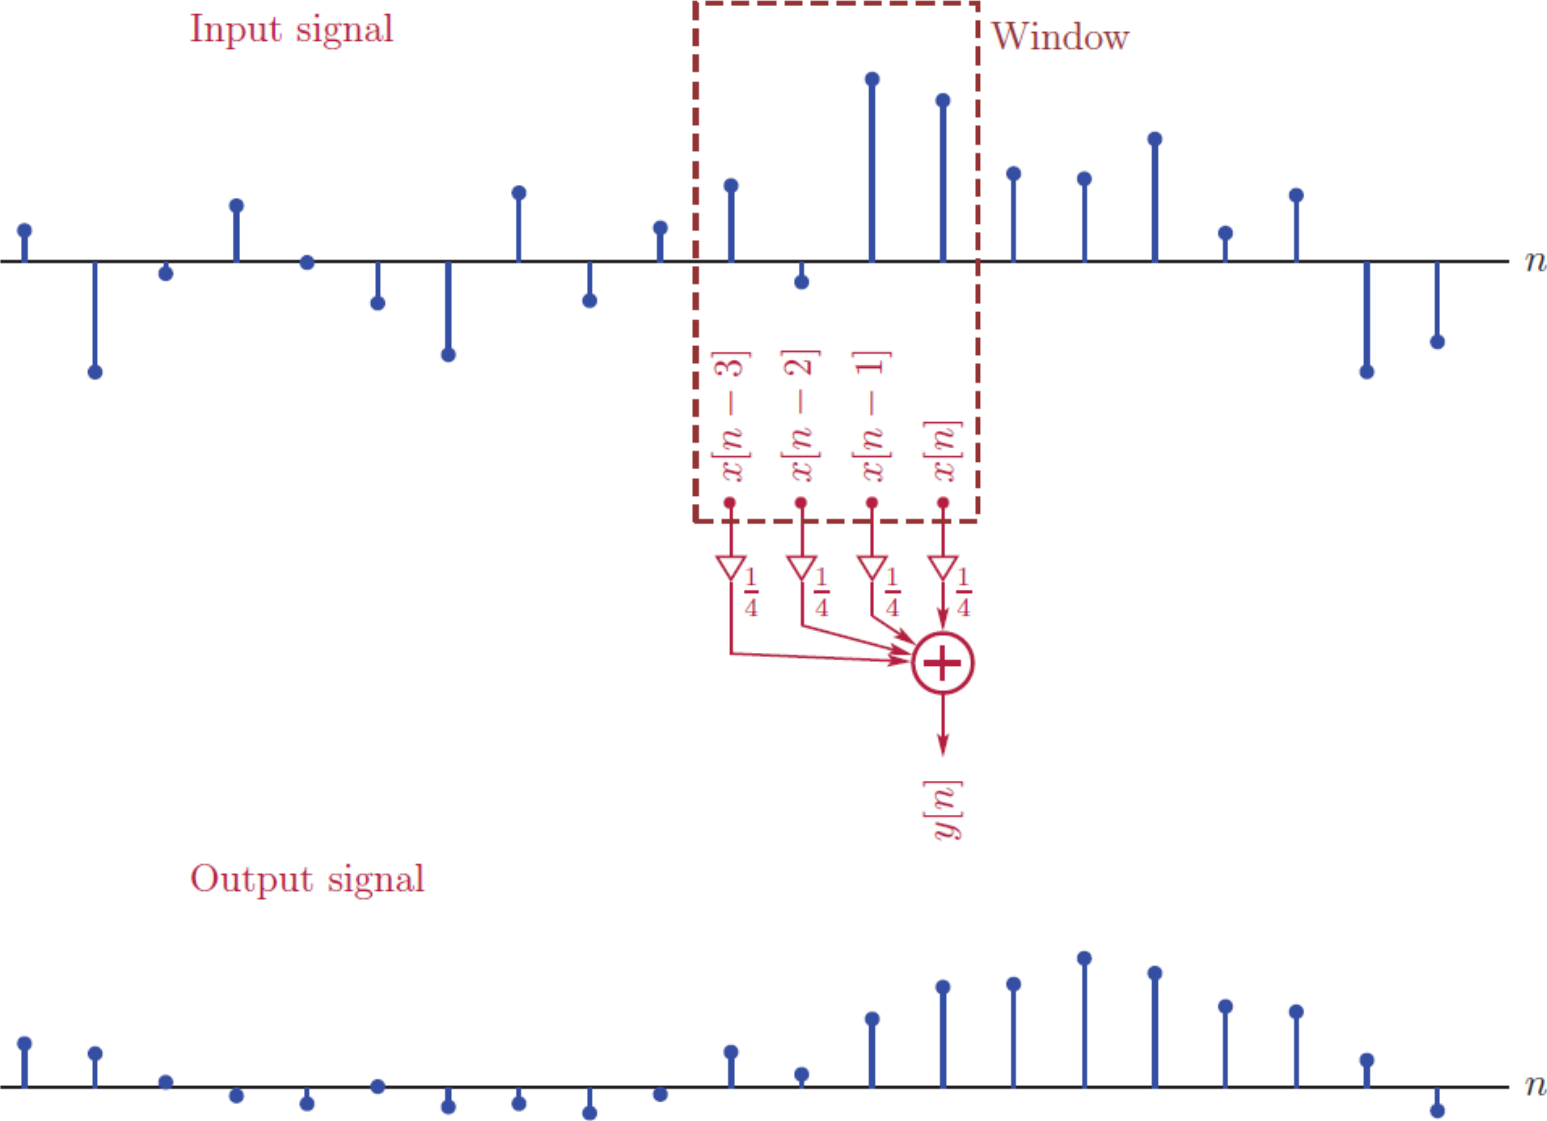 Input signal
Window
n
x[n − 3]
x[n − 2]
x[n − 1]
x[n]
1/4
1/4
1/4
1/4
+
y[n]
Output signal
n